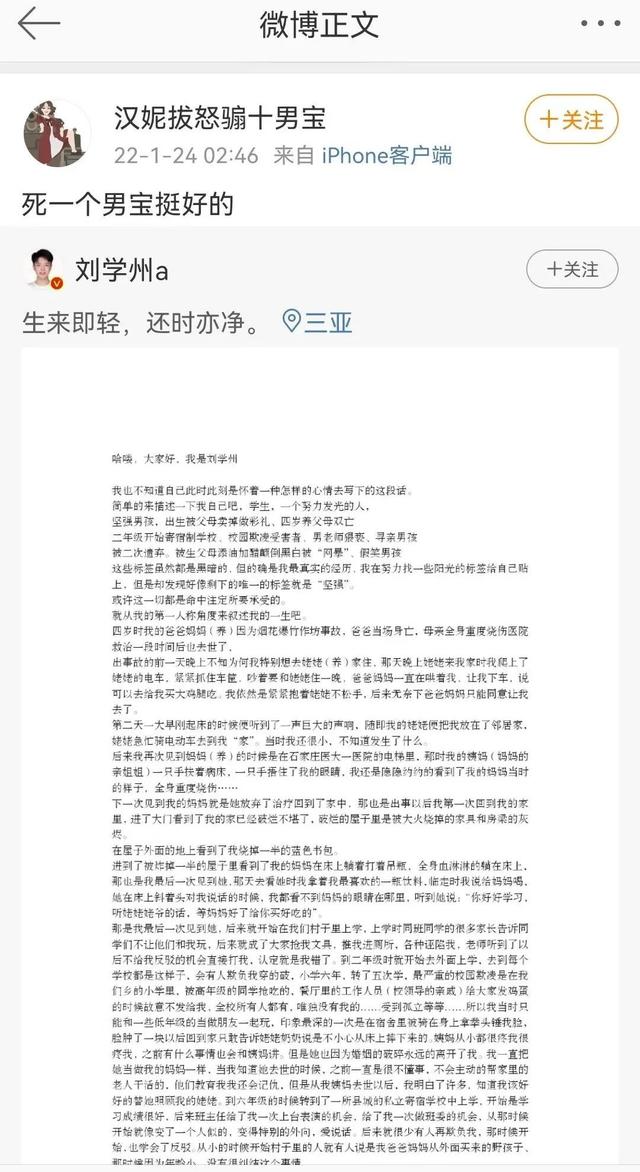 微博正文
汉妮拔怒骟十男宝
+关注
22-1-24 02:46 来自 iPhone客户端
死一个男宝挺好的
刘学州a
+关注
生来即轻，还时亦净。 三亚
哈喽，大家好，我是刘学州
我也不知道自己此时此刻是怀着一种怎样的心情去写下的这段话。
简单的来描述一下我自己吧，学生，一个努力发光的人，
坚强男孩，出生被父母卖掉做彩礼、四岁养父母双亡
二年级开始寄宿制学校、校园欺凌受害者、男老师猥亵、寻亲男孩
被二次遗弃。被生父母添油加醋颠倒黑白被“网暴”、假笑男孩
这些标签虽然都是黑暗的，但的确是我最真实的经历，我在努力找一些阳光的标签给自己贴
上，但是却发现好像剩下的唯一的标签就是“坚强”。
或许这一切都是命中注定所要承受的。
就从我的第一人称角度来叙述我的一生吧。
四岁时我的爸爸妈妈（养）因为烟花爆竹作坊事故，爸爸当场身亡，母亲全身重度烧伤医院
救治一段时间后也去世了，
出事故的前一天晚上不知为何我特别想去姥姥（养）家住，那天晚上姥姥来我家时我爬上了
姥姥的电车，紧紧抓住车筐，吵着要和姥姥住一晚，爸爸妈妈一直在哄着我，让我下车，说
可以去给我买大鸡腿吃。我依然是紧紧抱着姥姥不松手，后来无奈下爸爸妈妈只能同意让我
去了。
第二天一大早刚起床的时候便听到了一声巨大的声响，随即我的姥姥便把我放在了邻居家，
姥姥急忙骑电动车去到我“家”。当时我还很小，不知道发生了什么。
后来我再次见到妈妈（养）的时候是在石家庄医大一医院的电梯里，那时我的姨妈（妈妈的
亲姐姐）一只手扶着病床，一只手捂住了我的眼睛，我还是隐隐约约的看到了我的妈妈当时
的样子，全身重度烧伤……
下一次见到我的妈妈就是她放弃了治疗回到了家中，那也是出事以后我第一次回到我的家
里，进了大门看到了我的家已经破烂不堪了，破烂的屋子里是被大火烧掉的家具和房梁的灰
烬。
在屋子外面的地上看到了我烧掉一半的蓝色书包。
进到了被炸掉一半的屋子里看到了我的妈妈在床上躺着打着吊瓶，全身血淋淋的躺在床上，
那也是我最后一次见到她，那天去看她时我拿着我最喜欢的一瓶饮料，临走时我说给妈妈喝，
她在床上斜着头对我说话的时候，我都看不到妈妈的眼睛在哪里，听到她说：“你好好学习，
听姥姥姥爷的话，等妈妈好了给你买好吃的”。
那是我最后一次见到她，后来就开始在我们村子里上学，上学时同班同学的很多家长告诉同
学们不让他们和我玩，后来就成了大家抢我文具，推我进厕所，各种诬陷我，老师听到了以
后不给我反驳的机会直接打我，认定就是我错了。到二年级时就开始去外面上学，去到每个
学校都是这样子，会有人欺负我穿的破，小学六年，转了五次学，最严重的校园欺凌是在我
们乡的小学里，被高年级的同学抢吃的，餐厅里的工作人员（校领导的亲戚）给大家发鸡蛋
的时候故意不发给我，全校所有人都有，唯独没有我的……受到孤立等等……所以我当时只
能和一些低年级的当做朋友一起玩，印象最深的一次是在宿舍里被骑在身上拿拳头锤我脸，
脸肿了一块以后回到家只敢告诉姥姥奶奶说是不小心从床上摔下来的。姨妈从小都很疼我很
疼我，之前有什么事情也会和姨妈讲。但是她也因为婚姻的破碎永远的离开了我。我一直把
她当做我的妈妈一样，当我知道她去世的时候，之前一直是很不懂事，不会主动的帮家里的
老人干活的，他们教育我我还会记仇，但是从我姨妈去世以后，我明白了许多，知道我该好
好的替她照顾我的姥姥。到六年级的时候转到了一所县城的私立寄宿学校中上学，开始是学
习成绩很好，后来班主任给了我一次上台表演的机会，给了我一次做班委的机会，从那时候
开始就像变了一个人似的，变得特别的外向，爱说话。后来就很少有人再欺负我，那时候开
始，也学会了反驳。从小的时候开始村子里的人就有人说是我爸爸妈妈从外面买来的野孩子，
那时候因为年龄小，没有很纠结这个事情